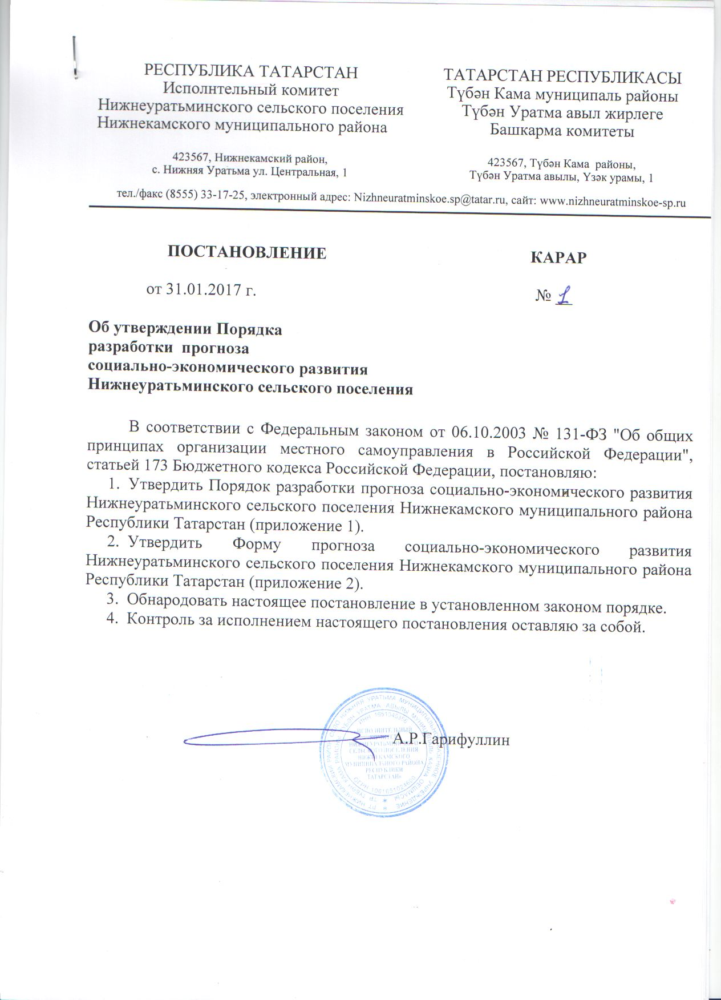 РЕСПУБЛИКА ТАТАРСТАН
Исполнтельный комитет
Нижнеуратьминского сельского поселения
Нижнекамского муниципального района
423567, Нижнекамский район,
с. Нижняя Уратьма ул. Центральная, 1
ТАТАРСТАН РЕСПУБЛИКАСЫ
Түбән Кама муниципаль районы
Түбән Уратма авыл жирлеге
Башкарма комитеты
423567, Түбән Кама районы,
Түбән Уратма авылы, Үзәк урамы, 1
тел./факс (8555) 33-17-25, электронный адрес: Nizhneuratminskoe.sp@tatar.ru, сайт: www.nizhneuratminskoe-sp.ru
ПОСТАНОВЛЕНИЕ
КАРАР
от 31.01.2017 г.
№ 1
Об утверждении Порядка
разработки прогноза
социально-экономического развития
Нижнеуратьминского сельского поселения
В соответствии с Федеральным законом от 06.10.2003 № 131-ФЗ "Об общих
принципах организации местного самоуправления в Российской Федерации",
статьей 173 Бюджетного кодекса Российской Федерации, постановляю:
1. Утвердить Порядок разработки прогноза социально-экономического развития
Нижнеуратьминского сельского поселения Нижнекамского муниципального района
Республики Татарстан (приложение 1).
2. Утвердить Форму прогноза социально-экономического развития
Нижнеуратьминского сельского поселения Нижнекамского муниципального района
Республики Татарстан (приложение 2).
3. Обнародовать настоящее постановление в установленном законом порядке.
4. Контроль за исполнением настоящего постановления оставляю за собой.
А.Р.Гарифуллин
ИСПОЛНИТЕЛЬНЫЙ
НИЖНЕУРАТЬМИНСКОГО
СЕЛЬСКОГО ПОСЕЛЕНИЯ
НИЖНЕКАМСКОГО
МУНИЦИПАЛЬНОГО РАЙОНА
РЕСПУБЛИКИ
ТАТАРСТАН»
ОГРН 1061651024600